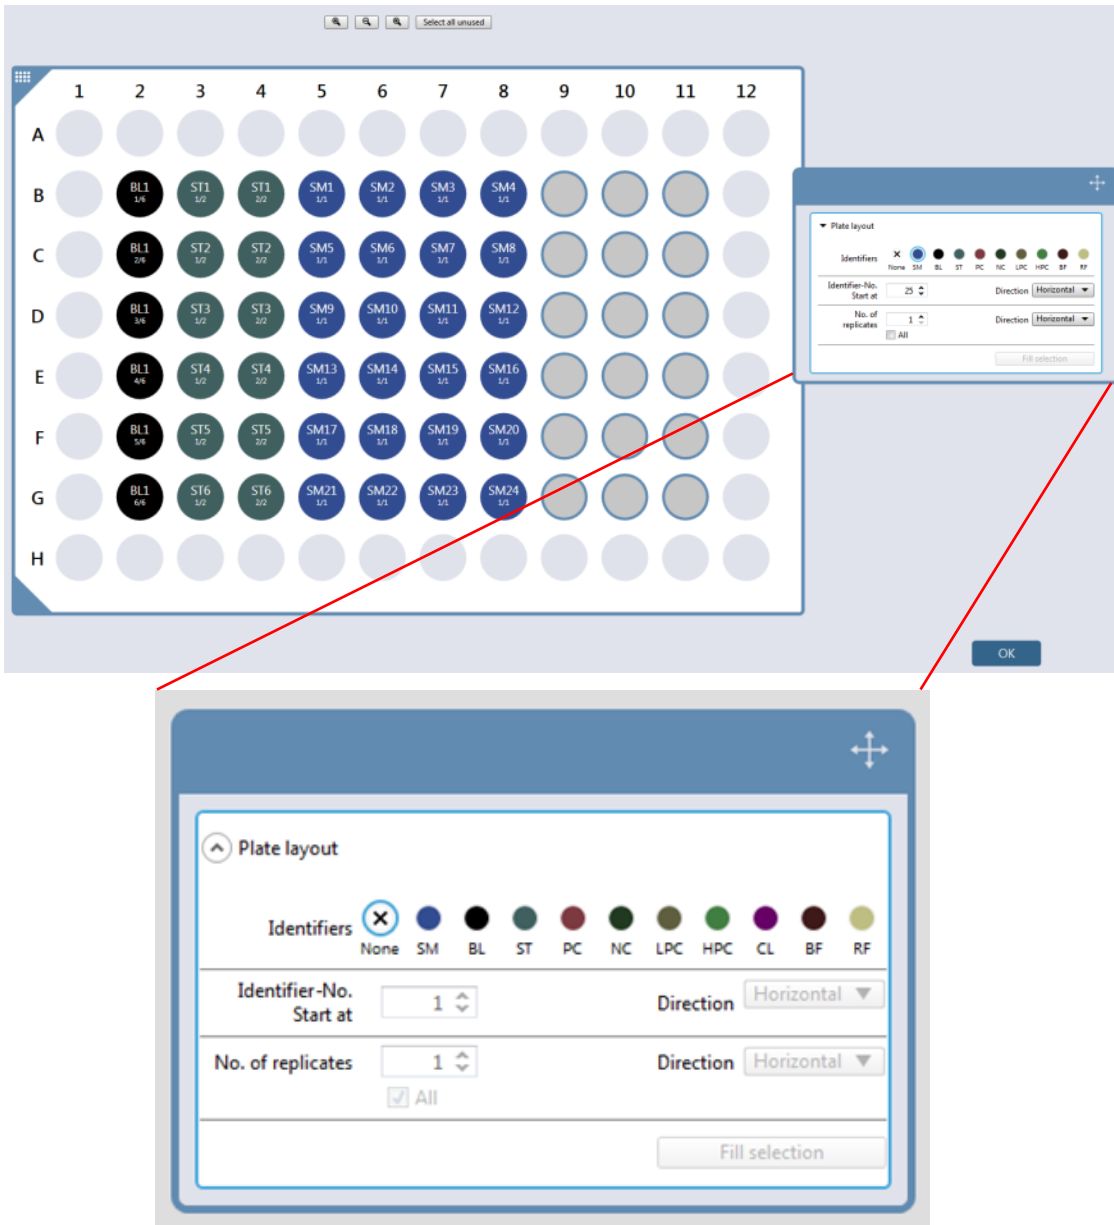 Select all unused
1 2 3 4 5 6 7 8 9 10 11 12
A
B BL1 1/6 ST1 1/2 ST1 2/2 SM1 1/1 SM2 1/1 SM3 1/1 SM4 1/1
C BL1 2/6 ST2 1/2 ST2 2/2 SM5 1/1 SM6 1/1 SM7 1/1 SM8 1/1
D BL1 3/6 ST3 1/2 ST3 2/2 SM9 1/1 SM10 1/1 SM11 1/1 SM12 1/1
E BL1 4/6 ST4 1/2 ST4 2/2 SM13 1/1 SM14 1/1 SM15 1/1 SM16 1/1
F BL1 5/6 ST5 1/2 ST5 2/2 SM17 1/1 SM18 1/1 SM19 1/1 SM20 1/1
G BL1 6/6 ST6 1/2 ST6 2/2 SM21 1/1 SM22 1/1 SM23 1/1 SM24 1/1
H
Plate layout
Identifiers
None SM BL ST PC NC LPC HPC BF RF
Identifier-No.
Start at 25 Direction Horizontal
No. of
replicates 1 Direction Horizontal
All
Fill selection
OK
Plate layout
Identifiers
None SM BL ST PC NC LPC HPC CL BF RF
Identifier-No.
Start at 1 Direction Horizontal
No. of replicates 1 Direction Horizontal
All
Fill selection